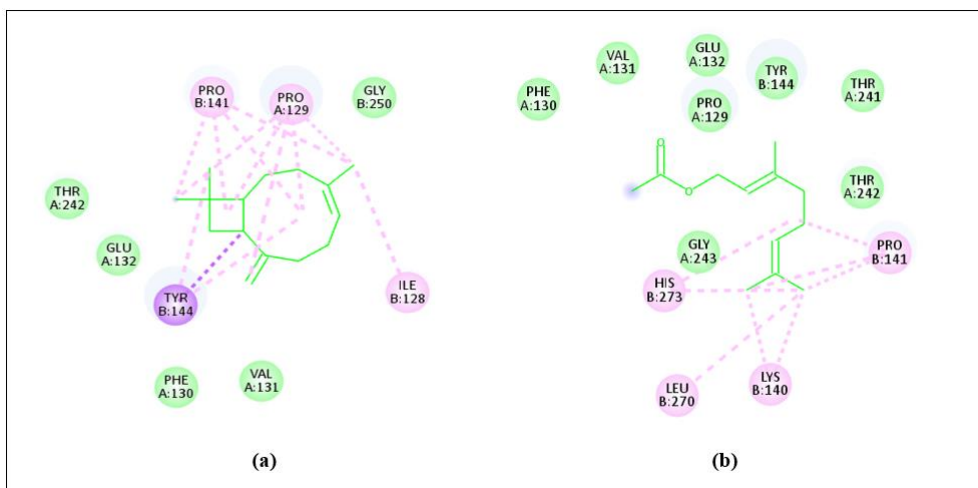 PRO
B:141
PRO
A:129
GLY
B:250
THR
A:242
GLU
A:132
TYR
B:144
ILE
B:128
PHE
A:130
VAL
A:131
(a)
PHE
A:130
VAL
A:131
GLU
A:132
PRO
A:129
TYR
B:144
THR
A:241
THR
A:242
O
O
GLY
A:243
HIS
B:273
PRO
B:141
LEU
B:270
LYS
B:140
(b)